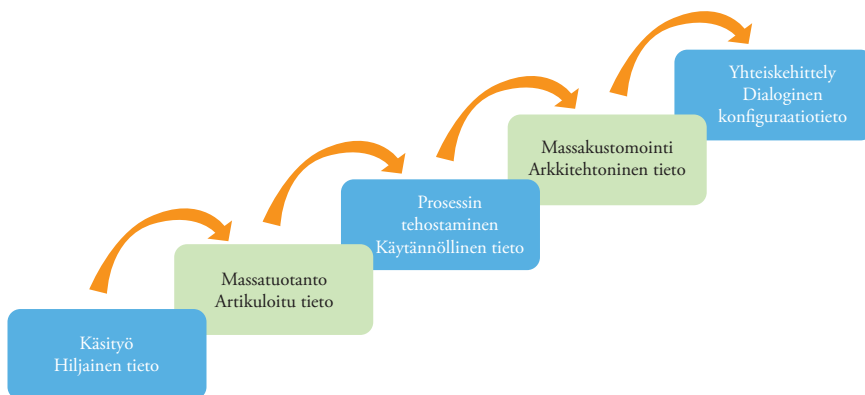 Käsityö
Hiljainen tieto
Massatuotanto
Artikuloitu tieto
Prosessin
tehostaminen
Käytännöllinen tieto
Massakustomointi
Arkkitehtoninen tieto
Yhteiskehittely
Dialoginen
konfiguraatiotieto